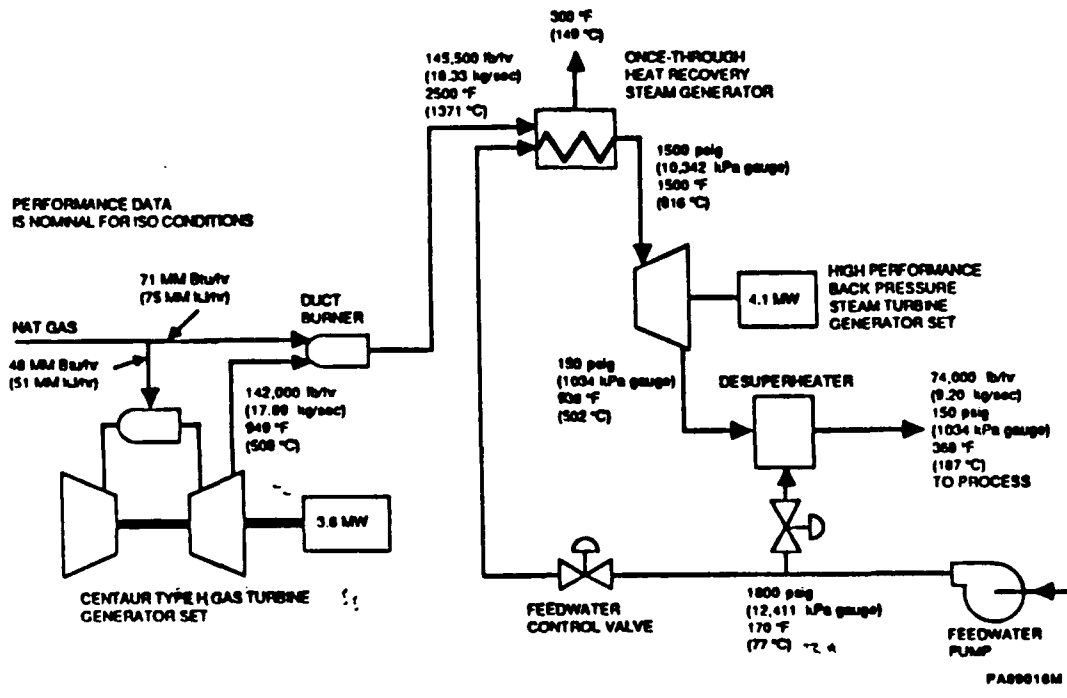 300 °F
(149 °C)
145,500 lb/hr
(18.33 kg/sec)
2500 °F
(1371 °C)
ONCE-THROUGH
HEAT RECOVERY
STEAM GENERATOR
1500 psig
(10,342 kPa gauge)
1500 °F
(816 °C)
PERFORMANCE DATA
IS NOMINAL FOR ISO CONDITIONS
71 MM Btu/hr
(75 MM kJ/hr)
DUCT
BURNER
NAT GAS
48 MM Btu/hr
(51 MM kJ/hr)
142,000 lb/hr
(17.89 kg/sec)
949 °F
(509 °C)
3.6 MW
CENTAUR TYPE H GAS TURBINE
GENERATOR SET
4.1 MW
HIGH PERFORMANCE
BACK PRESSURE
STEAM TURBINE
GENERATOR SET
150 psig
(1034 kPa gauge)
936 °F
(502 °C)
DESUPERHEATER
74,000 lb/hr
(9.20 kg/sec)
150 psig
(1034 kPa gauge)
368 °F
(187 °C)
TO PROCESS
FEEDWATER
CONTROL VALVE
1800 psig
(12,411 kPa gauge)
170 °F
(77 °C)
FEEDWATER
PUMP
PA89016M